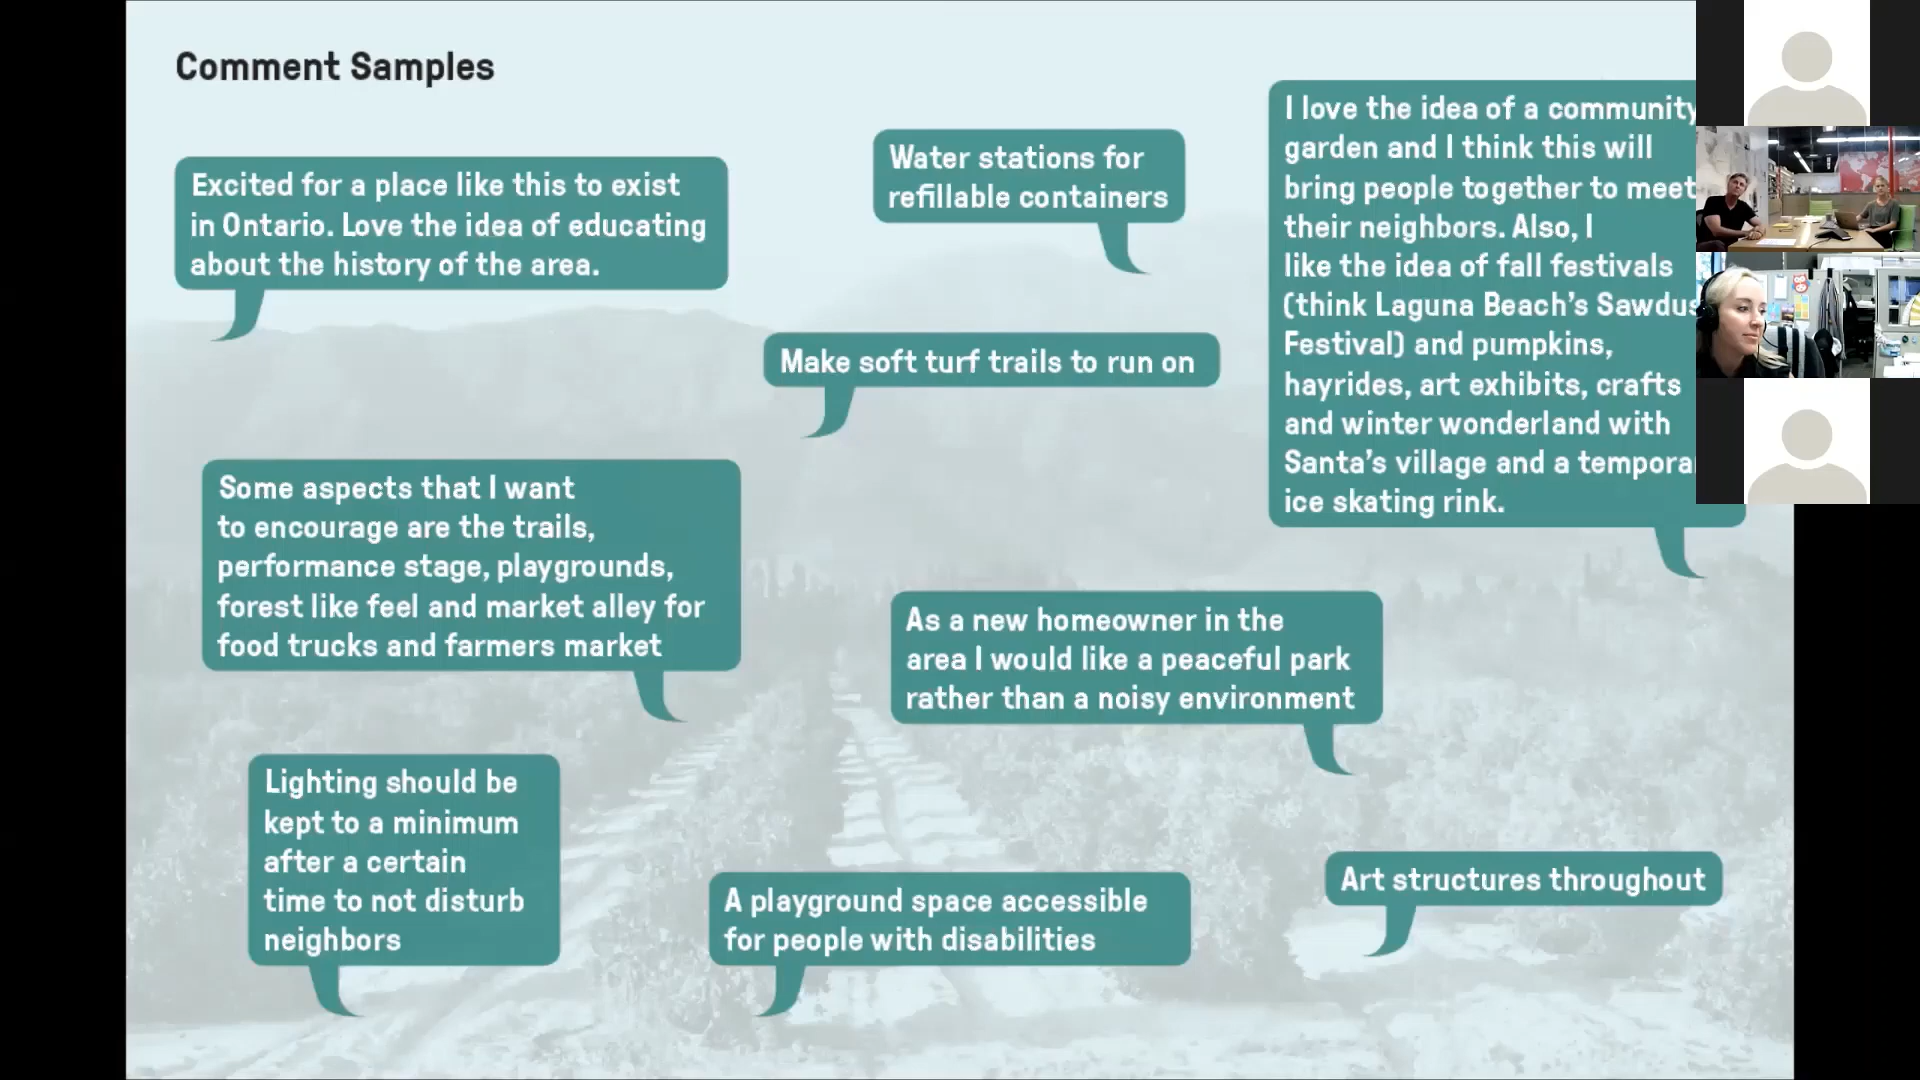 Comment Samples
Excited for a place like this to exist
in Ontario. Love the idea of educating
about the history of the area.
Water stations for
refillable containers
I love the idea of a community
garden and I think this will
bring people together to meet
their neighbors. Also, I
like the idea of fall festivals
(think Laguna Beach’s Sawdus
Festival) and pumpkins,
hayrides, art exhibits, crafts
and winter wonderland with
Santa’s village and a tempora
ice skating rink.
Make soft turf trails to run on
Some aspects that I want
to encourage are the trails,
performance stage, playgrounds,
forest like feel and market alley for
food trucks and farmers market
As a new homeowner in the
area I would like a peaceful park
rather than a noisy environment
Lighting should be
kept to a minimum
after a certain
time to not disturb
neighbors
A playground space accessible
for people with disabilities
Art structures throughout